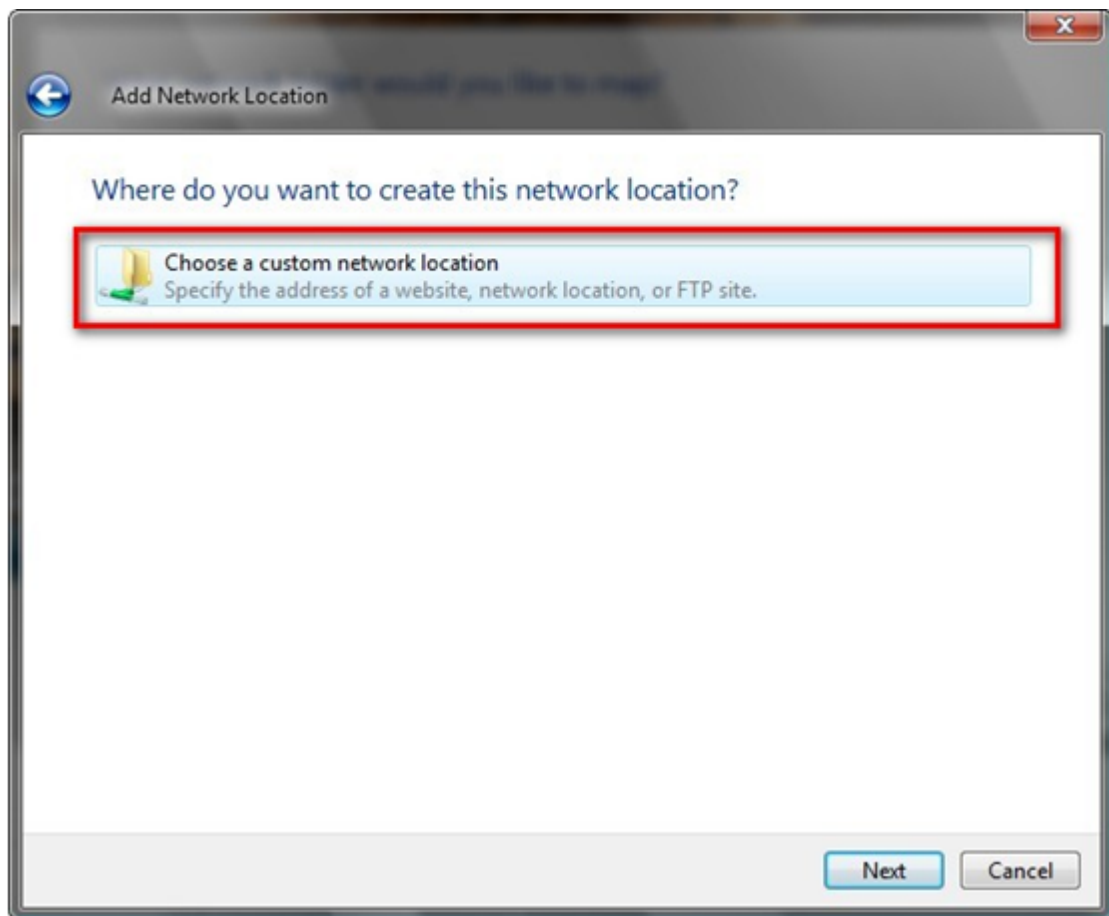 Add Network Location
Where do you want to create this network location?
Choose a custom network location
Specify the address of a website, network location, or FTP site.
Next
Cancel